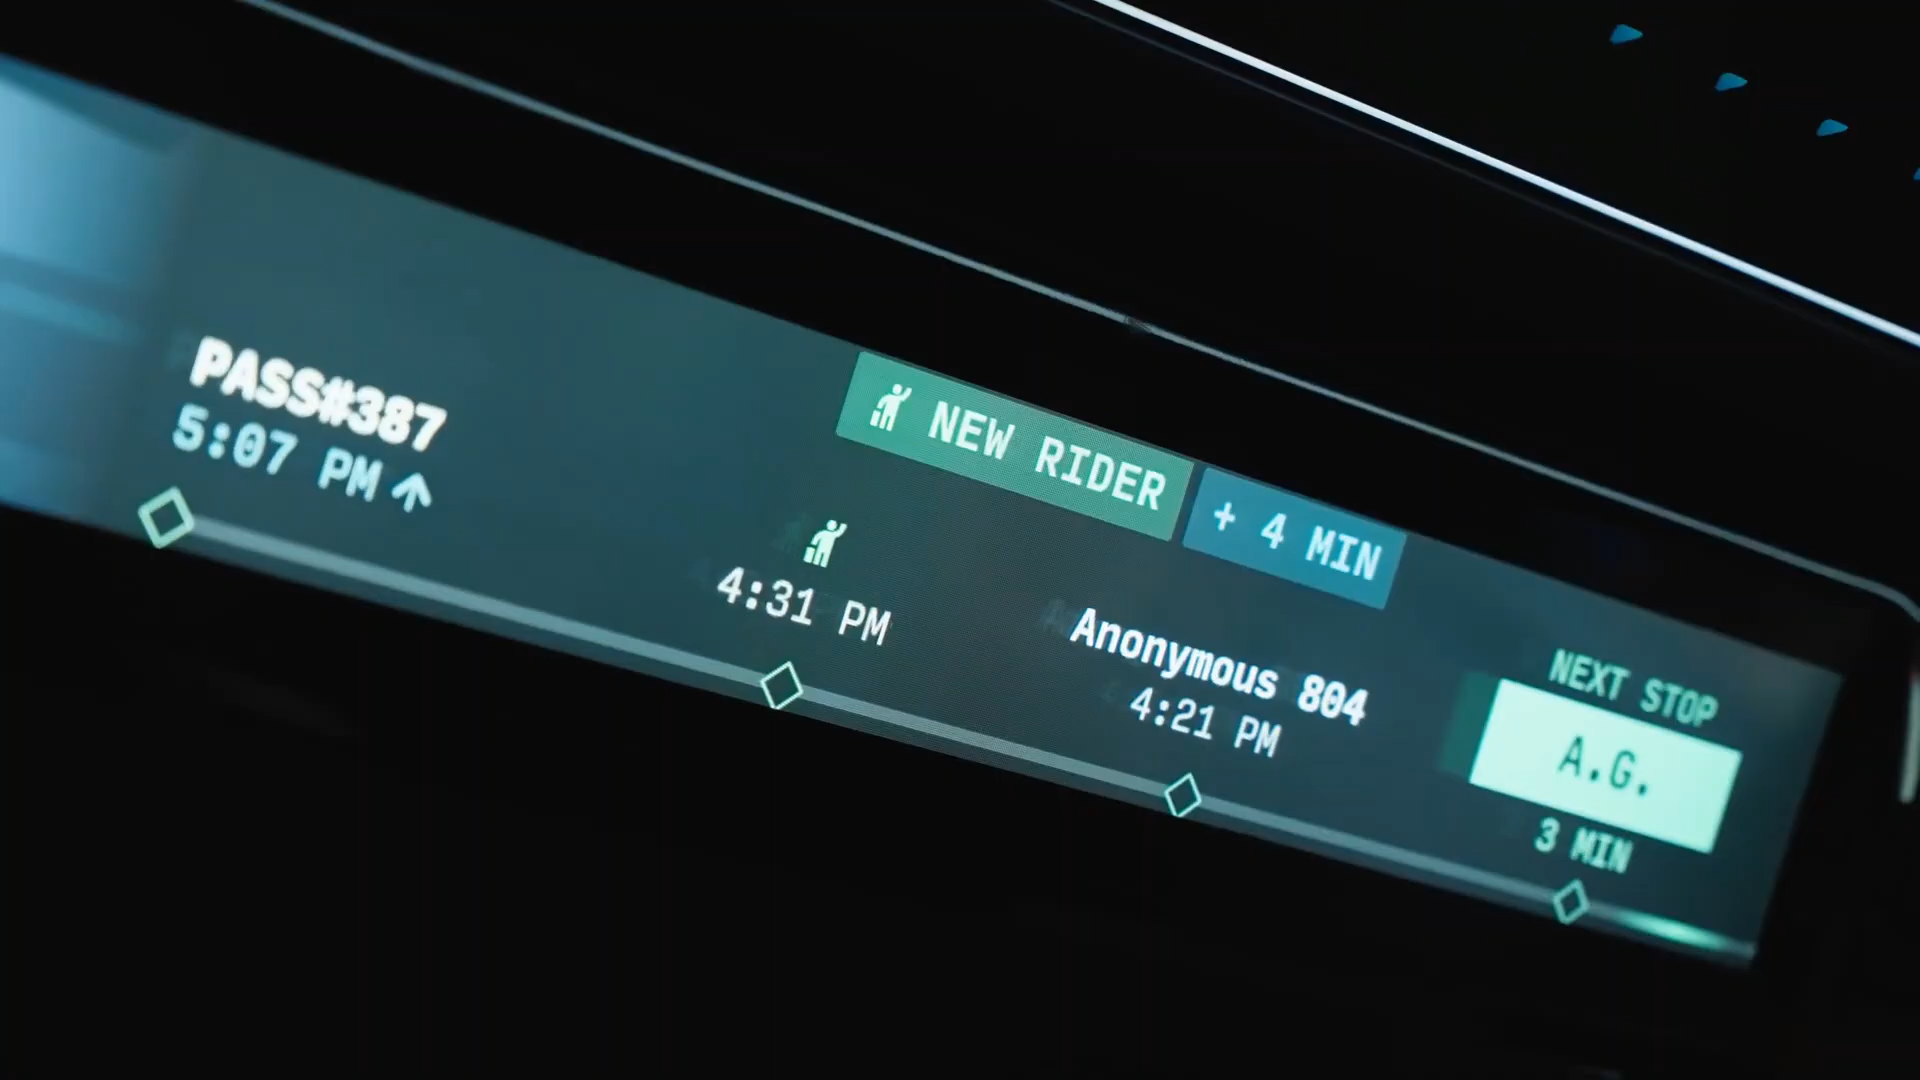 PASS#387
5:07 PM ↑
NEW RIDER
+ 4 MIN
4:31 PM
Anonymous 804
4:21 PM
NEXT STOP
A.G.
3 MIN